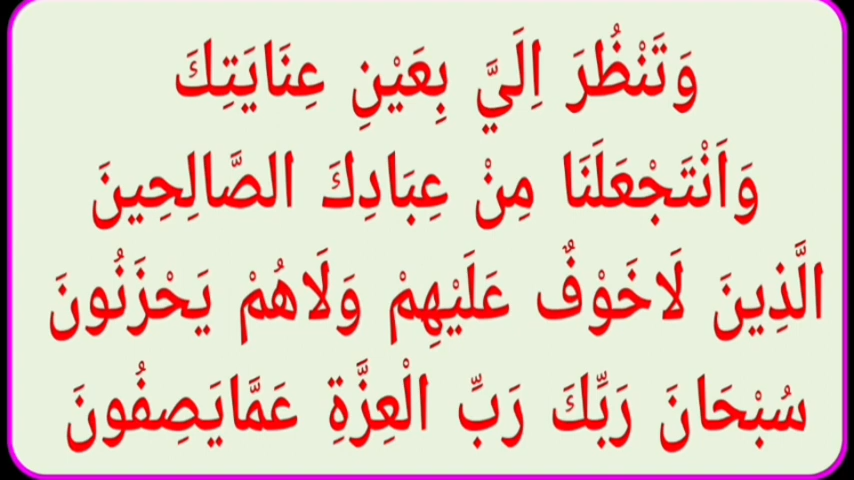 وَتَنْظُرَ اِلَيَّ بِعَيْنِ عِنَايَتِكَ
وَاَنْتَجْعَلَنَا مِنْ عِبَادِكَ الصَّالِحِينَ
الَّذِينَ لَاخَوْفٌ عَلَيْهِمْ وَلَاهُمْ يَحْزَنُونَ
سُبْحَانَ رَبِّكَ رَبِّ الْعِزَّةِ عَمَّايَصِفُونَ